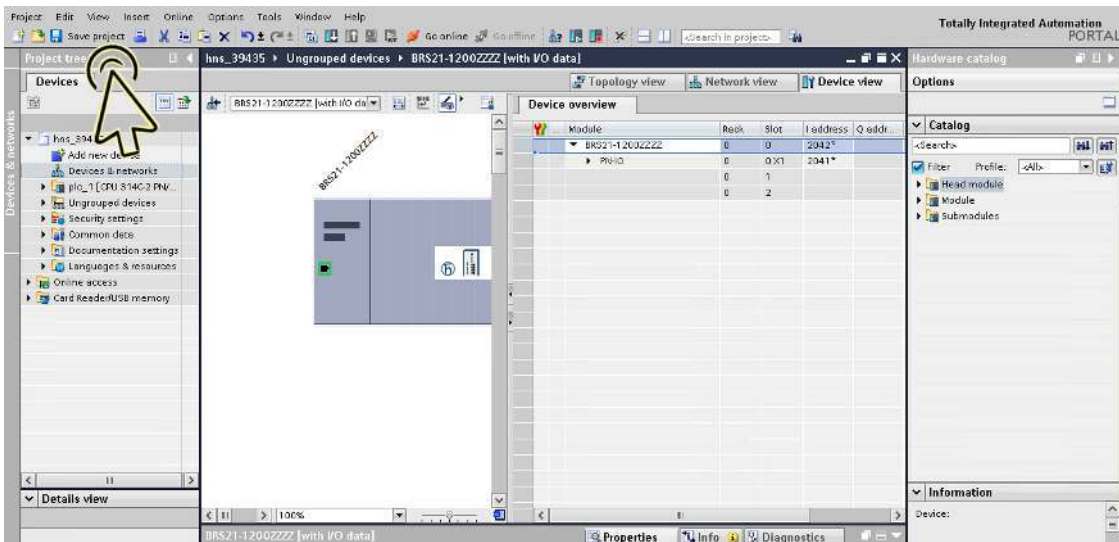 Project Edit View Insert Online Options Tools Window Help
Totally Integrated Automation
PORTAL
Save project
Go online
Go offline
<Search in project>
Project tree
hns_39435 ▸ Ungrouped devices ▸ BRS21-1200ZZZZ [with I/O data]
Hardware catalog
Devices
Topology view
Network view
Device view
Options
BRS21-1200ZZZZ [with I/O da
Device overview
Devices & networks
hns_394
Add new de
Devices & networks
plc_1 [CPU 314C-2 PN/...
Ungrouped devices
Security settings
Common data
Documentation settings
Languages & resources
Online access
Card Reader/USB memory
BRS21-1200ZZZZ
... Module Rack Slot I address Q addr...
BRS21-1200ZZZZ 0 0 2042*
PN-IO 0 0 X1 2041*
0 1
0 2
Catalog
<Search>
Filter Profile: <All>
Head module
Module
Submodules
Details view
100%
Information
Device:
BRS21-1200ZZZZ [with I/O data]
Properties
Info
Diagnostics